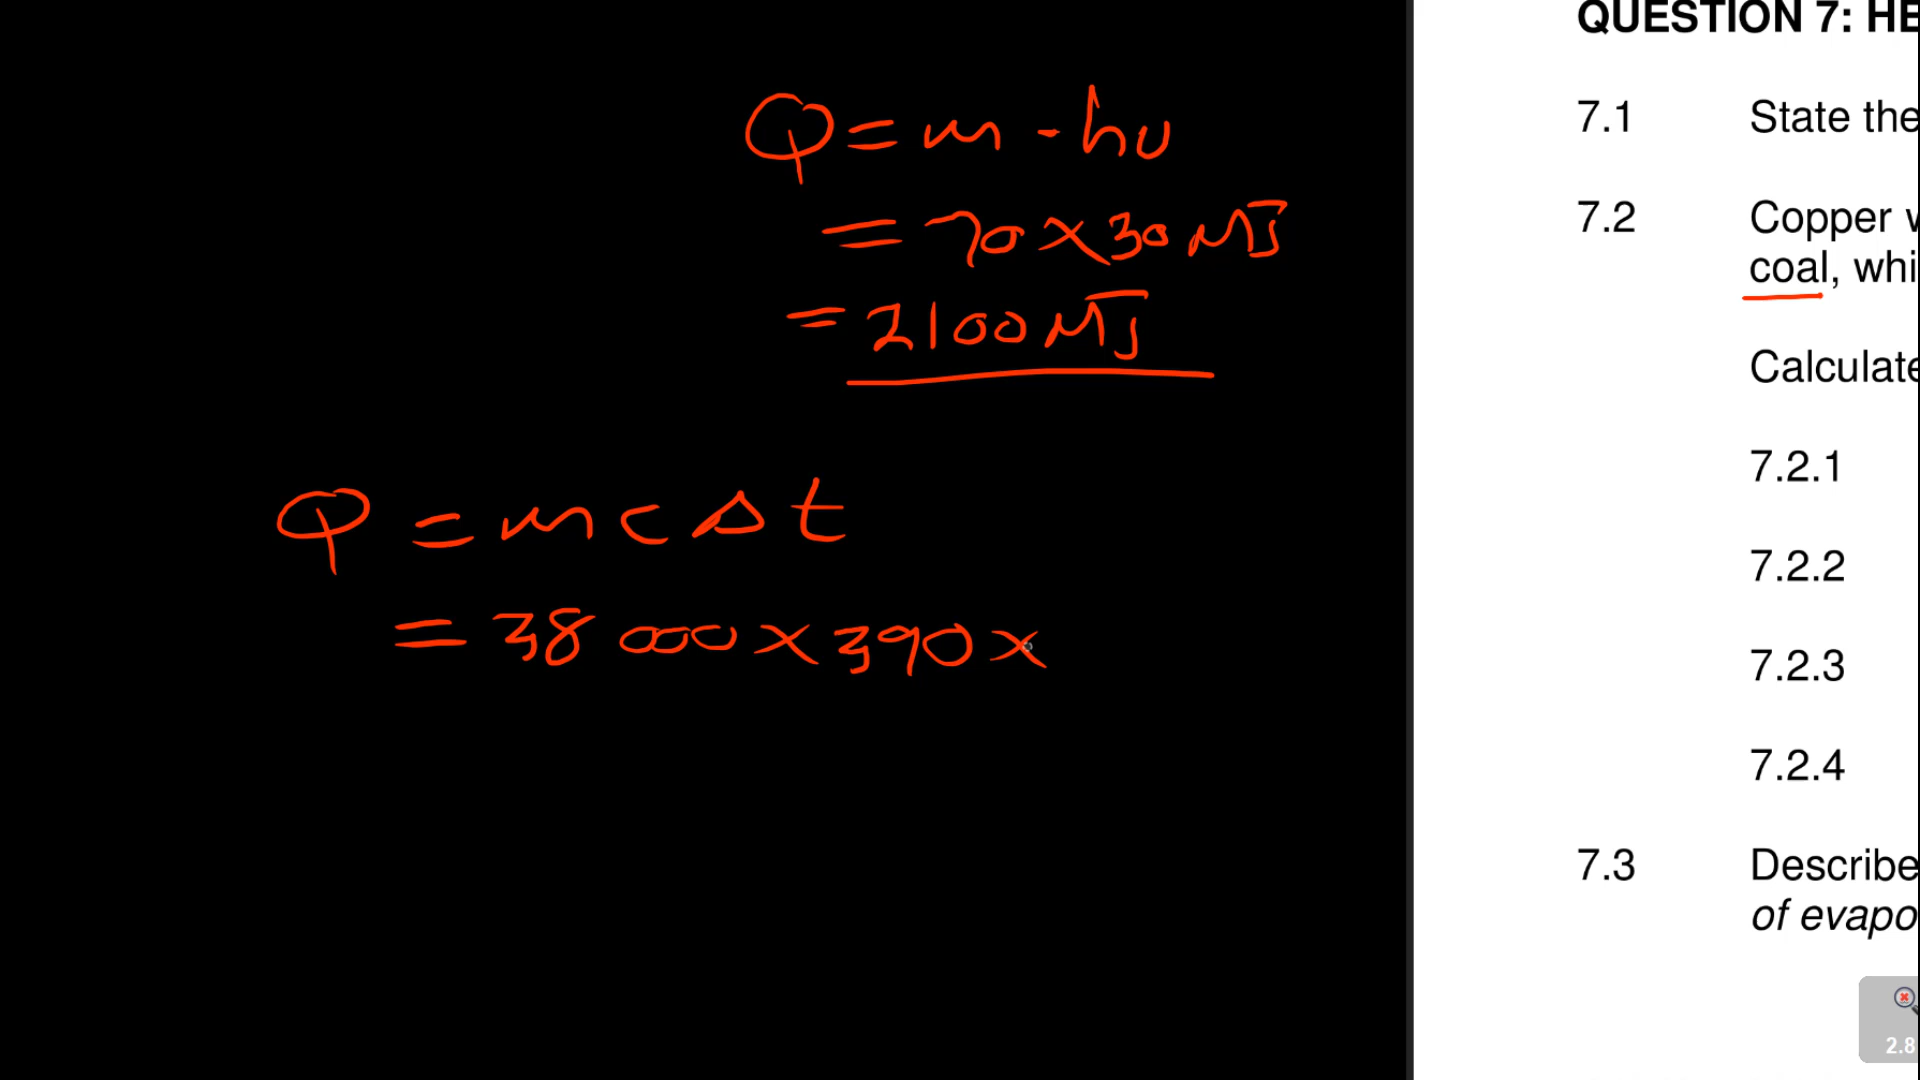 Q = m · hv
= 70 x 30 MJ
= 2100 MJ
Q = m c Δ t
= 38 000 x 390 x
QUESTION 7: HE
7.1 State the
7.2 Copper
coal, whi
Calculate
7.2.1
7.2.2
7.2.3
7.2.4
7.3 Describe
of evapo
2.8